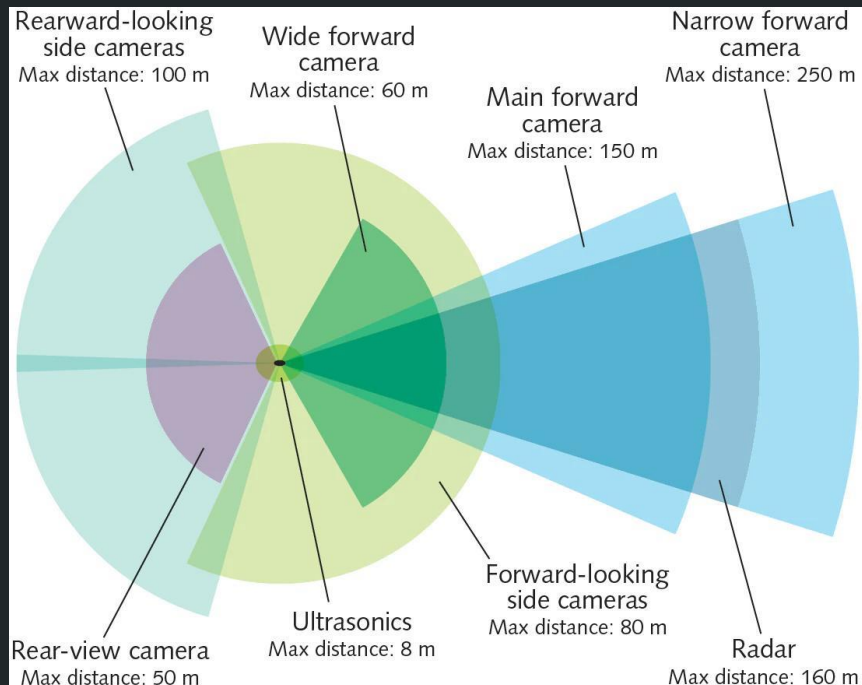 Rearward-looking
side cameras
Max distance: 100 m
Wide forward
camera
Max distance: 60 m
Main forward
camera
Max distance: 150 m
Narrow forward
camera
Max distance: 250 m
Rear-view camera
Max distance: 50 m
Ultrasonics
Max distance: 8 m
Forward-looking
side cameras
Max distance: 80 m
Radar
Max distance: 160 m